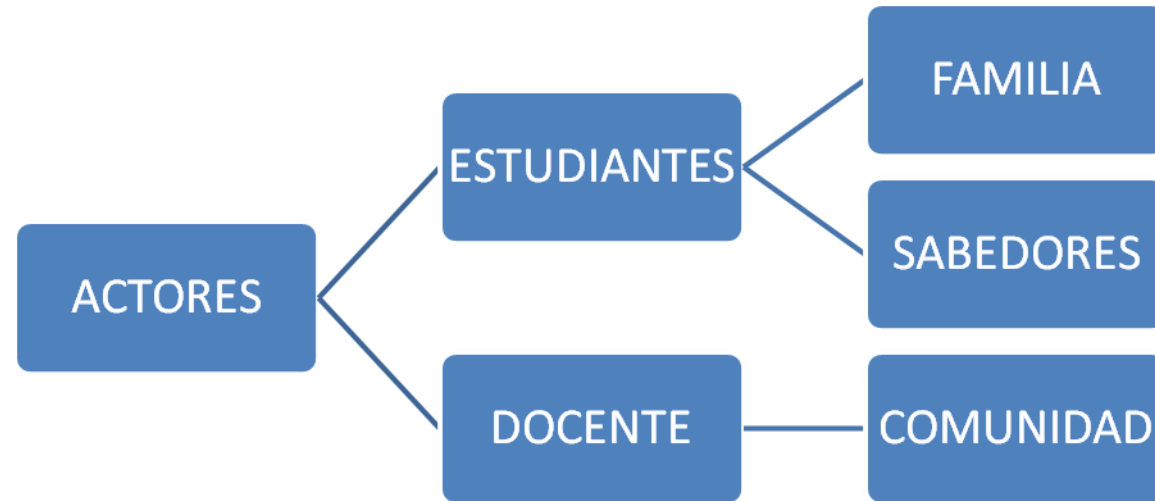 ACTORES
ESTUDIANTES
FAMILIA
SABEDORES
DOCENTE
COMUNIDAD